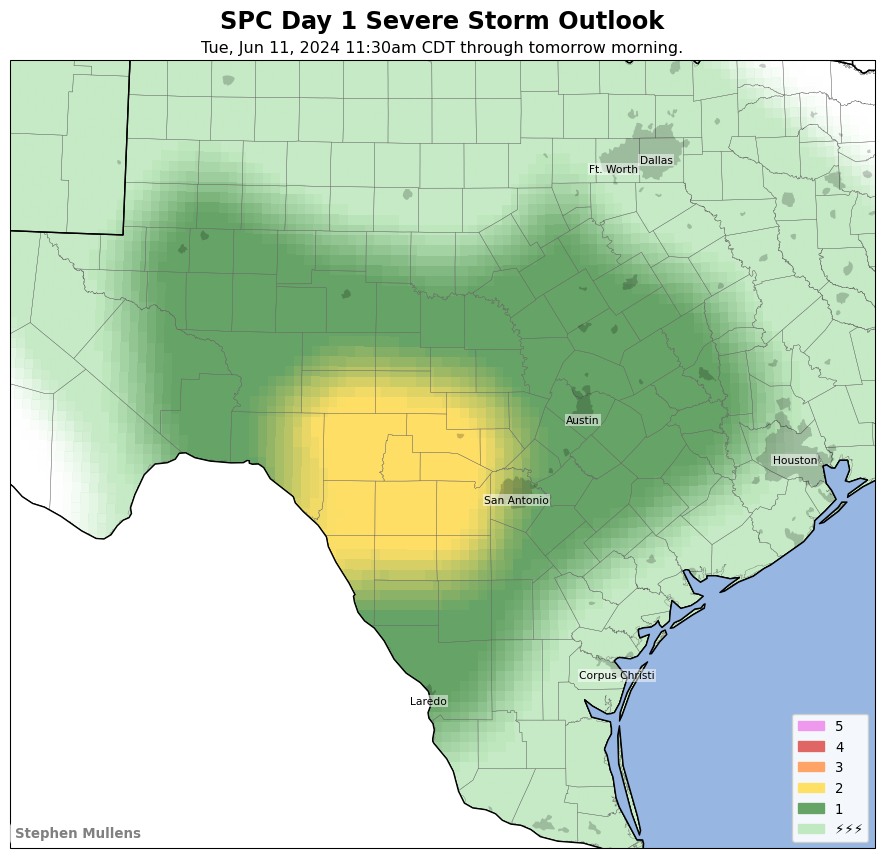 SPC Day 1 Severe Storm Outlook
Tue, Jun 11, 2024 11:30am CDT through tomorrow morning.
Dallas
Ft. Worth
Austin
Houston
San Antonio
Corpus Christi
Laredo
5
4
3
2
1
⚡⚡⚡
Stephen Mullens